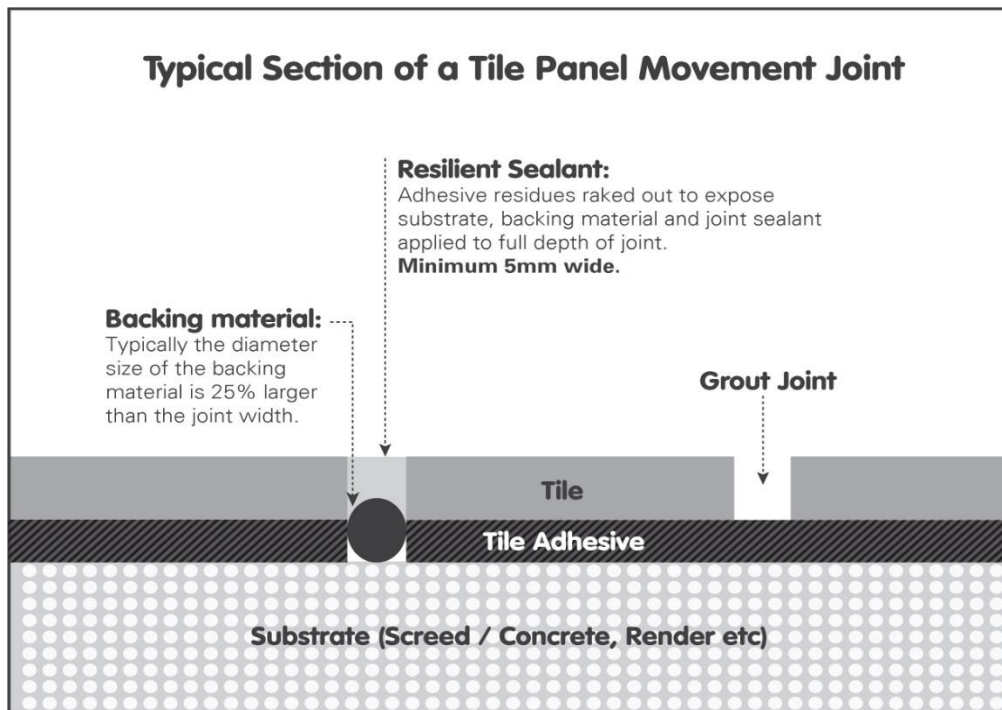 Typical Section of a Tile Panel Movement Joint
Resilient Sealant:
Adhesive residues raked out to expose
substrate, backing material and joint sealant
applied to full depth of joint.
Minimum 5mm wide.
Backing material:
Typically the diameter
size of the backing
material is 25% larger
than the joint width.
Grout Joint
Tile
Tile Adhesive
Substrate (Screed / Concrete, Render etc)